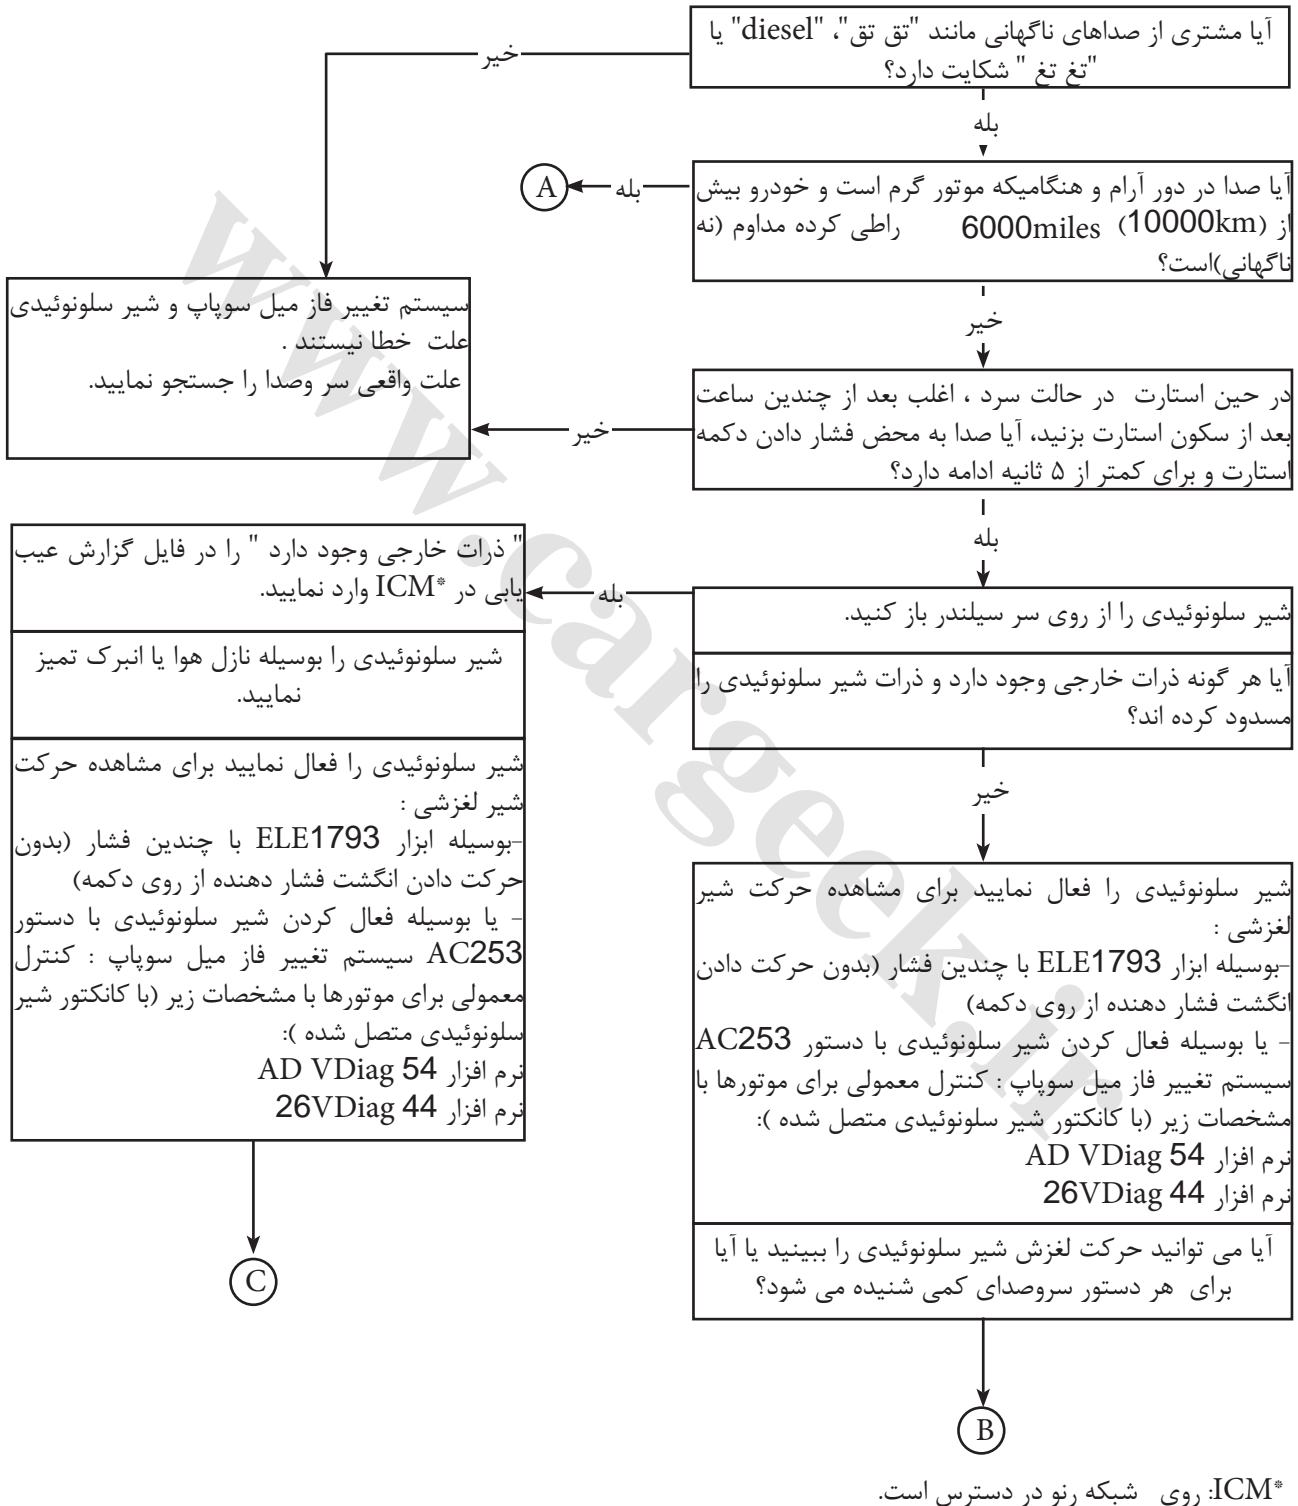 آیا مشتری از صداهای ناگهانی مانند "تق تق"، "diesel" یا
"تغ تغ " شکایت دارد؟
خیر
بله
آیا صدا در دور آرام و هنگامیکه موتور گرم است و خودرو بیش
از (10000km) 6000miles راطی کرده مداوم (نه
ناگهانی)است؟
بله
A
خیر
سیستم تغییر فاز میل سوپاپ و شیر سلونوئیدی
علت خطا نیستند .
علت واقعی سر وصدا را جستجو نمایید.
در حین استارت در حالت سرد ، اغلب بعد از چندین ساعت
بعد از سکون استارت بزنید، آیا صدا به محض فشار دادن دکمه
استارت و برای کمتر از ۵ ثانیه ادامه دارد؟
خیر
بله
شیر سلونوئیدی را از روی سر سیلندر باز کنید.
آیا هر گونه ذرات خارجی وجود دارد و ذرات شیر سلونوئیدی را
مسدود کرده اند؟
بله
" ذرات خارجی وجود دارد " را در فایل گزارش عیب
یابی در *ICM وارد نمایید.
شیر سلونوئیدی را بوسیله نازل هوا یا انبرک تمیز
نمایید.
شیر سلونوئیدی را فعال نمایید برای مشاهده حرکت
شیر لغزشی :
-بوسیله ابزار ELE1793 با چندین فشار (بدون
حرکت دادن انگشت فشار دهنده از روی دکمه)
- یا بوسیله فعال کردن شیر سلونوئیدی با دستور
AC253 سیستم تغییر فاز میل سوپاپ : کنترل
معمولی برای موتورها با مشخصات زیر (با کانکتور شیر
سلونوئیدی متصل شده ):
نرم افزار AD VDiag 54
نرم افزار 26VDiag 44
C
خیر
شیر سلونوئیدی را فعال نمایید برای مشاهده حرکت شیر
لغزشی :
-بوسیله ابزار ELE1793 با چندین فشار (بدون حرکت دادن
انگشت فشار دهنده از روی دکمه)
- یا بوسیله فعال کردن شیر سلونوئیدی با دستور AC253
سیستم تغییر فاز میل سوپاپ : کنترل معمولی برای موتورها با
مشخصات زیر (با کانکتور شیر سلونوئیدی متصل شده ):
نرم افزار AD VDiag 54
نرم افزار 26VDiag 44
آیا می توانید حرکت لغزش شیر سلونوئیدی را ببینید یا آیا
برای هر دستور سروصدای کمی شنیده می شود؟
B
*ICM: روی شبکه رنو در دسترس است.
www.cargeek.ir